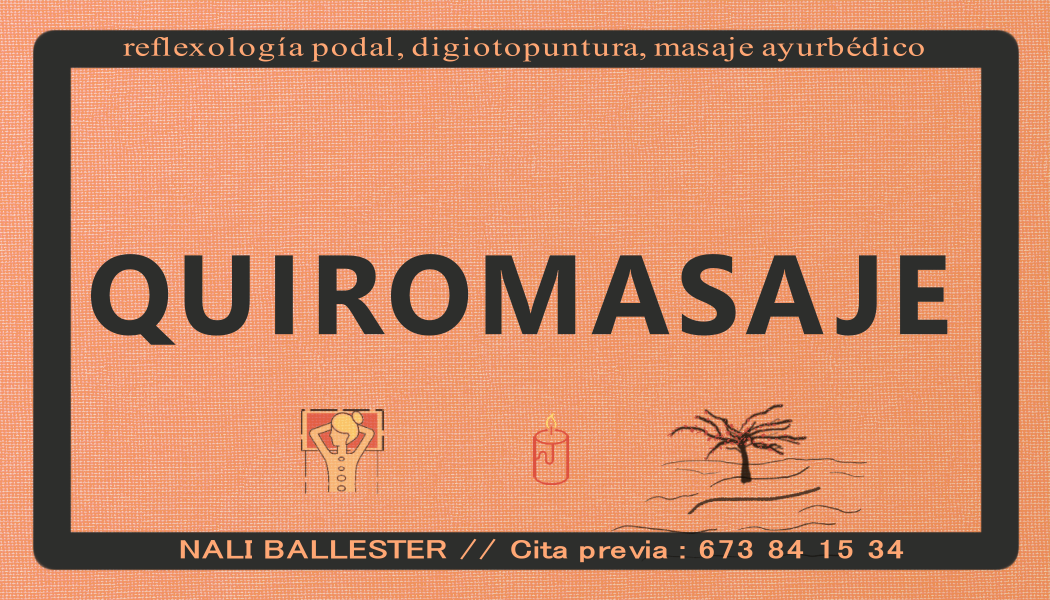 reflexología podal, digiotopuntura, masaje ayurbédico
QUIROMASAJE
NALI BALLESTER // Cita previa : 673 84 15 34